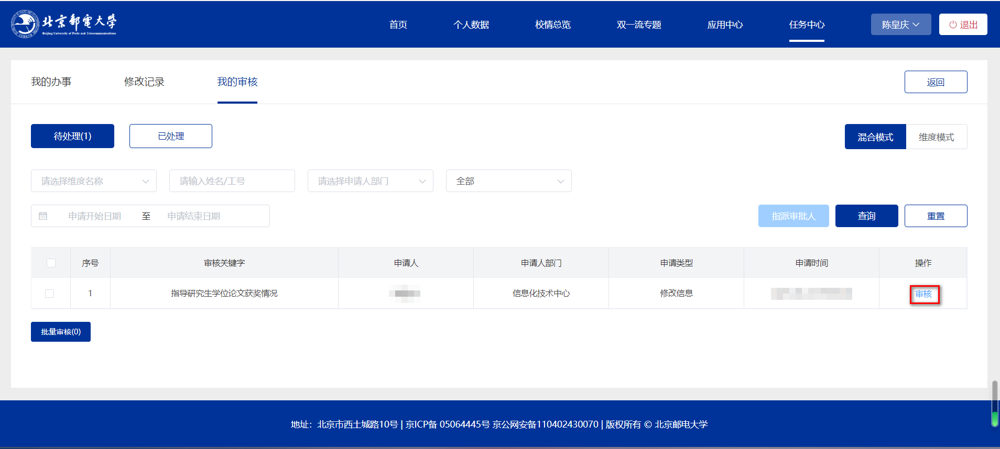 北京郵電大學
Beijing University of Posts and Telecommunications
首页 个人数据 校情总览 双一流专题 应用中心 任务中心 陈皇庆 退出
我的办事 修改记录 我的审核 返回
待处理(1) 已处理 混合模式 维度模式
请选择维度名称 请输入姓名/工号 请选择申请人部门 全部
申请开始日期 至 申请结束日期 指派审批人 查询 重置
序号 审核关键字 申请人 申请人部门 申请类型 申请时间 操作
1 指导研究生学位论文获奖情况 信息化技术中心 修改信息 审核
批量审核(0)
地址：北京市西土城路10号 | 京ICP备 05064445号 京公网安备110402430070 | 版权所有 © 北京邮电大学